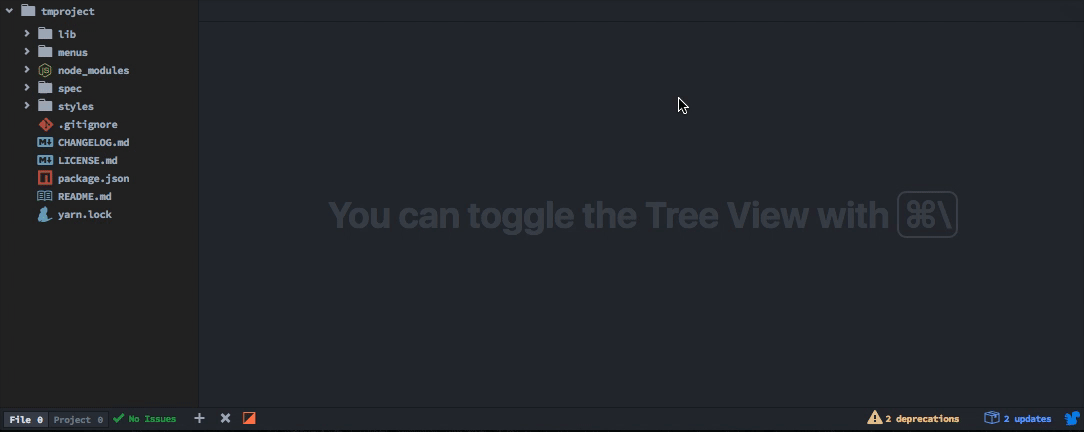 tmproject
lib
menus
node_modules
spec
styles
.gitignore
CHANGELOG.md
LICENSE.md
package.json
README.md
yarn.lock
You can toggle the Tree View with ⌘\
File 0 Project 0 No Issues 2 deprecations 2 updates